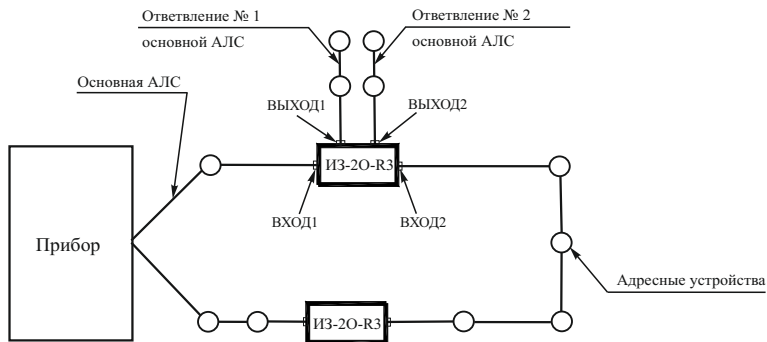 Ответвление № 1
основной АЛС
Ответвление № 2
основной АЛС
Основная АЛС
ВЫХОД1
ВЫХОД2
ИЗ-2О-R3
ВХОД1
ВХОД2
Прибор
Адресные устройства
ИЗ-2О-R3